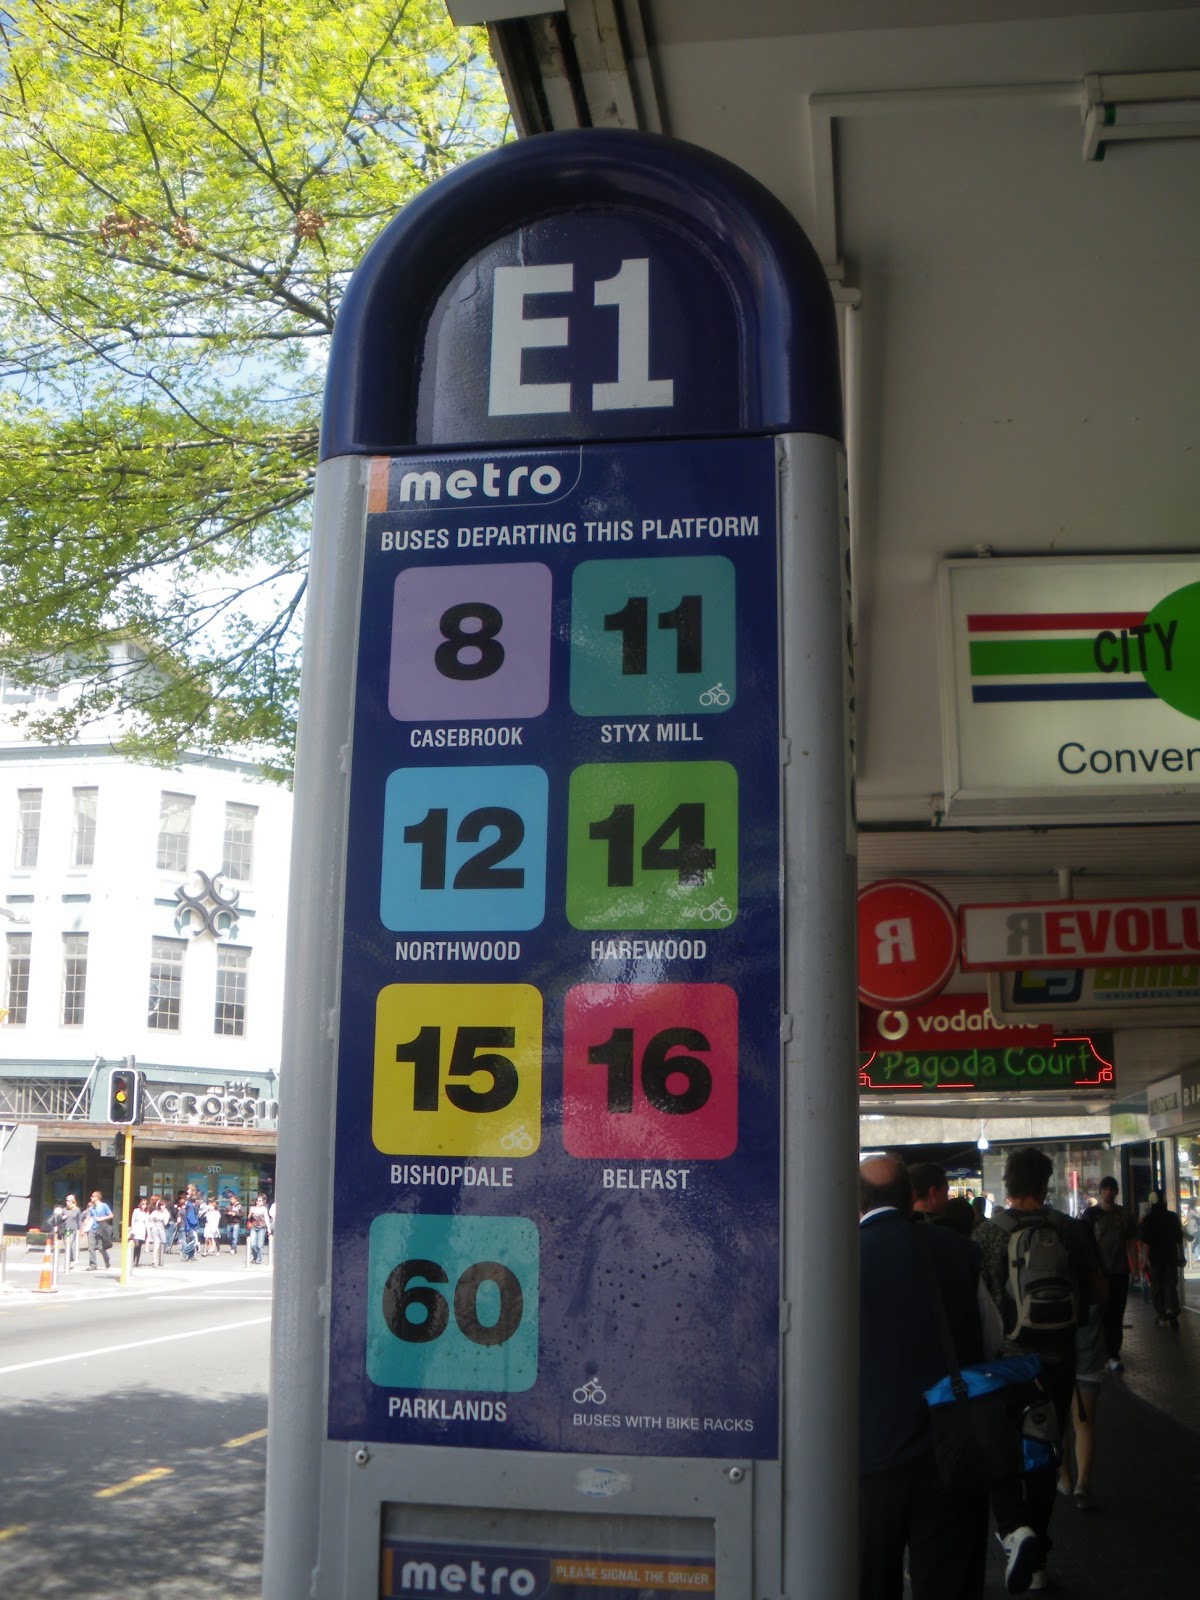 E1
metro
BUSES DEPARTING THIS PLATFORM
8 11
CASEBROOK STYX MILL
12 14
NORTHWOOD HAREWOOD
15 16
BISHOPDALE BELFAST
60
PARKLANDS
BUSES WITH BIKE RACKS
metro PLEASE SIGNAL THE DRIVER
CITY
Conven
R REVOLU
vodafone
Pagoda Court
THE
CROSSIN